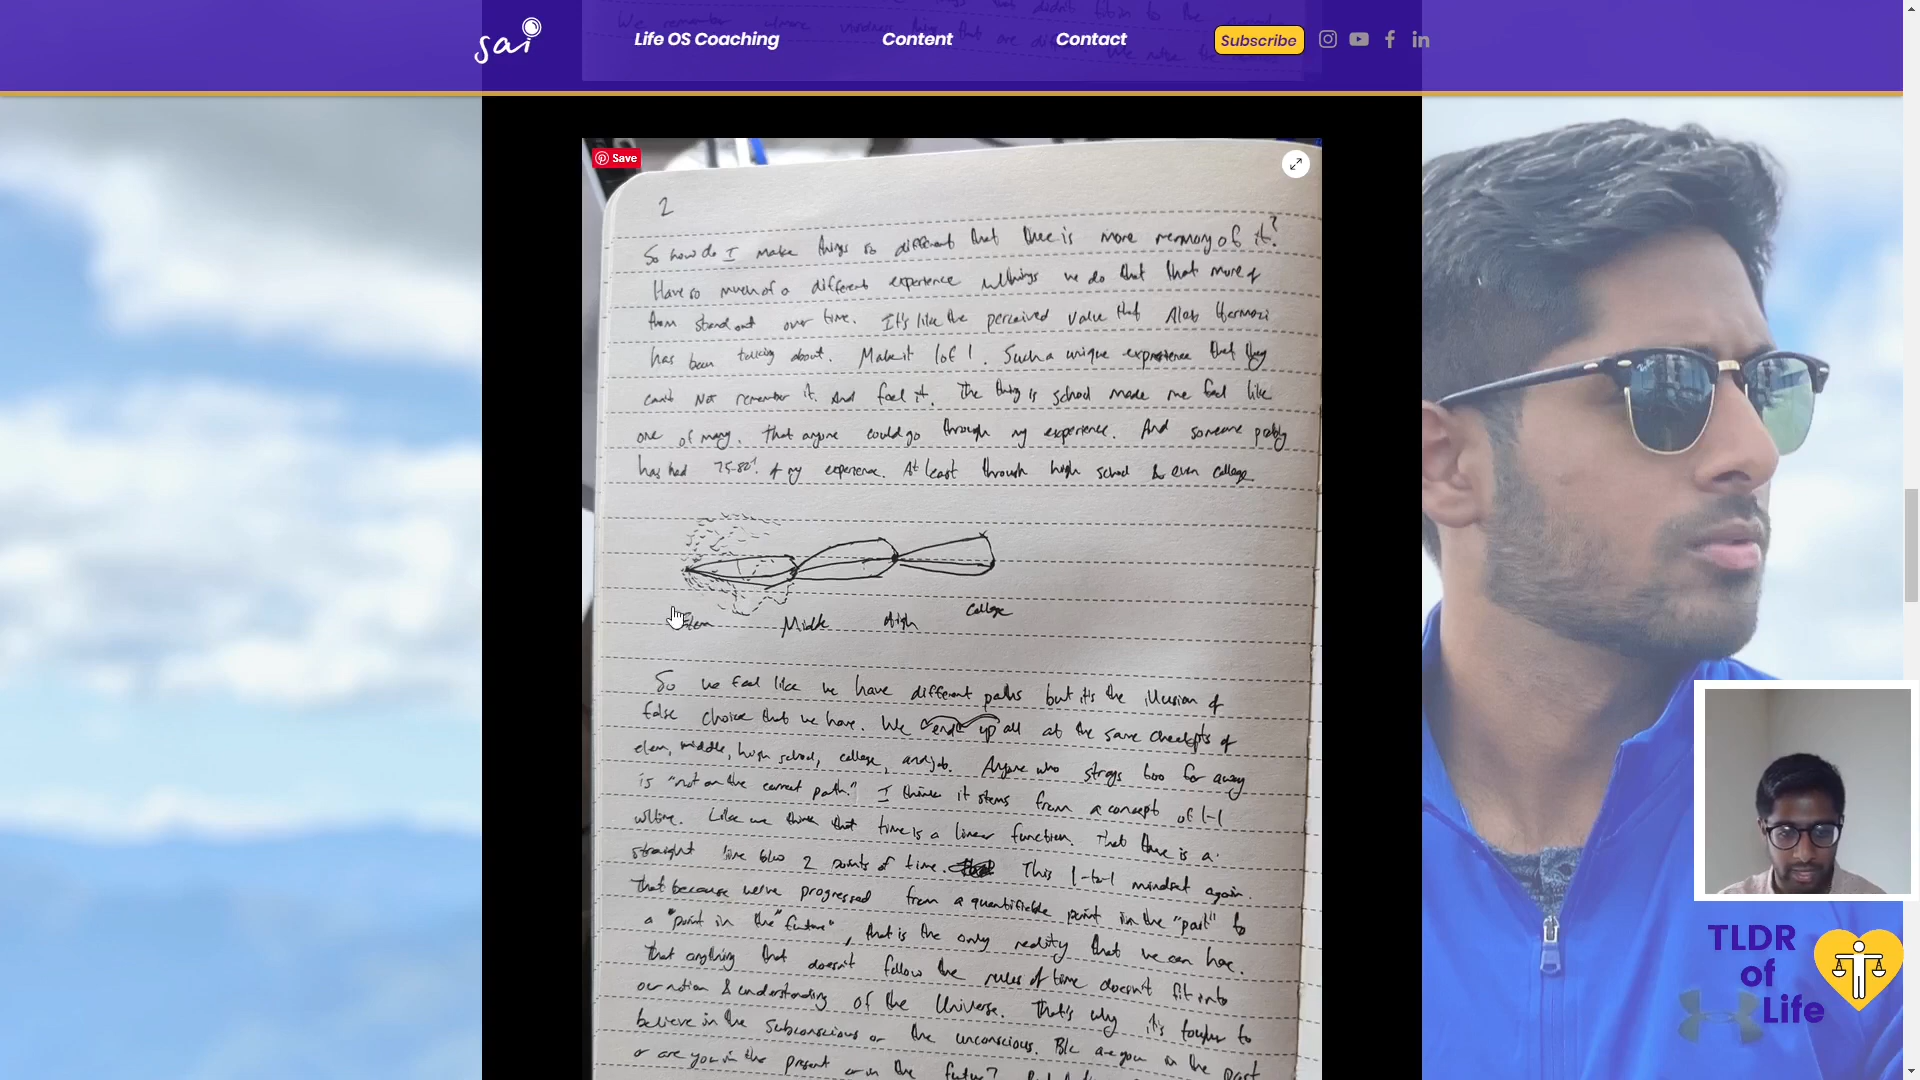 sai
Life OS Coaching
Content
Contact
Subscribe
Save
2
So how do I make things so different that there is more memory of it?
Have so much of a different experience things we do that that more of
them stand out over time. It's like the perceived value that Alex Hormozi
has been talking about. Make it 1 of 1. Such a unique experience that they
can't Not remember it. And feel it. The thing is school made me feel like
one of many. That anyone could go through my experience. And someone probly
has had 75-80% of my experience. At least through high school & even college
Elem
Middle
High
College
So we feel like we have different paths but it's the illusion of
false choice that we have. We end up all at the same checkpts of
elem, middle, high school, college, and job. Anyone who strays too far away
is "not on the correct path." I think it stems from a concept of 1-1
Like we think that time is a linear function. That there is a
straight line btw 2 points of time. This 1-to-1 mindset again.
That because we've progressed from a quantifiable point in the "past" to
a "point in the "future", that is the only reality that we can have.
That anything that doesn't follow the rules of time doesn't fit into
our notion & understanding of the Universe. That's why it's tougher to
believe in the subconscious or the unconscious. B/c are you in the past
or are you in the present or in the future?
Ray-Ban
TLDR
of
Life